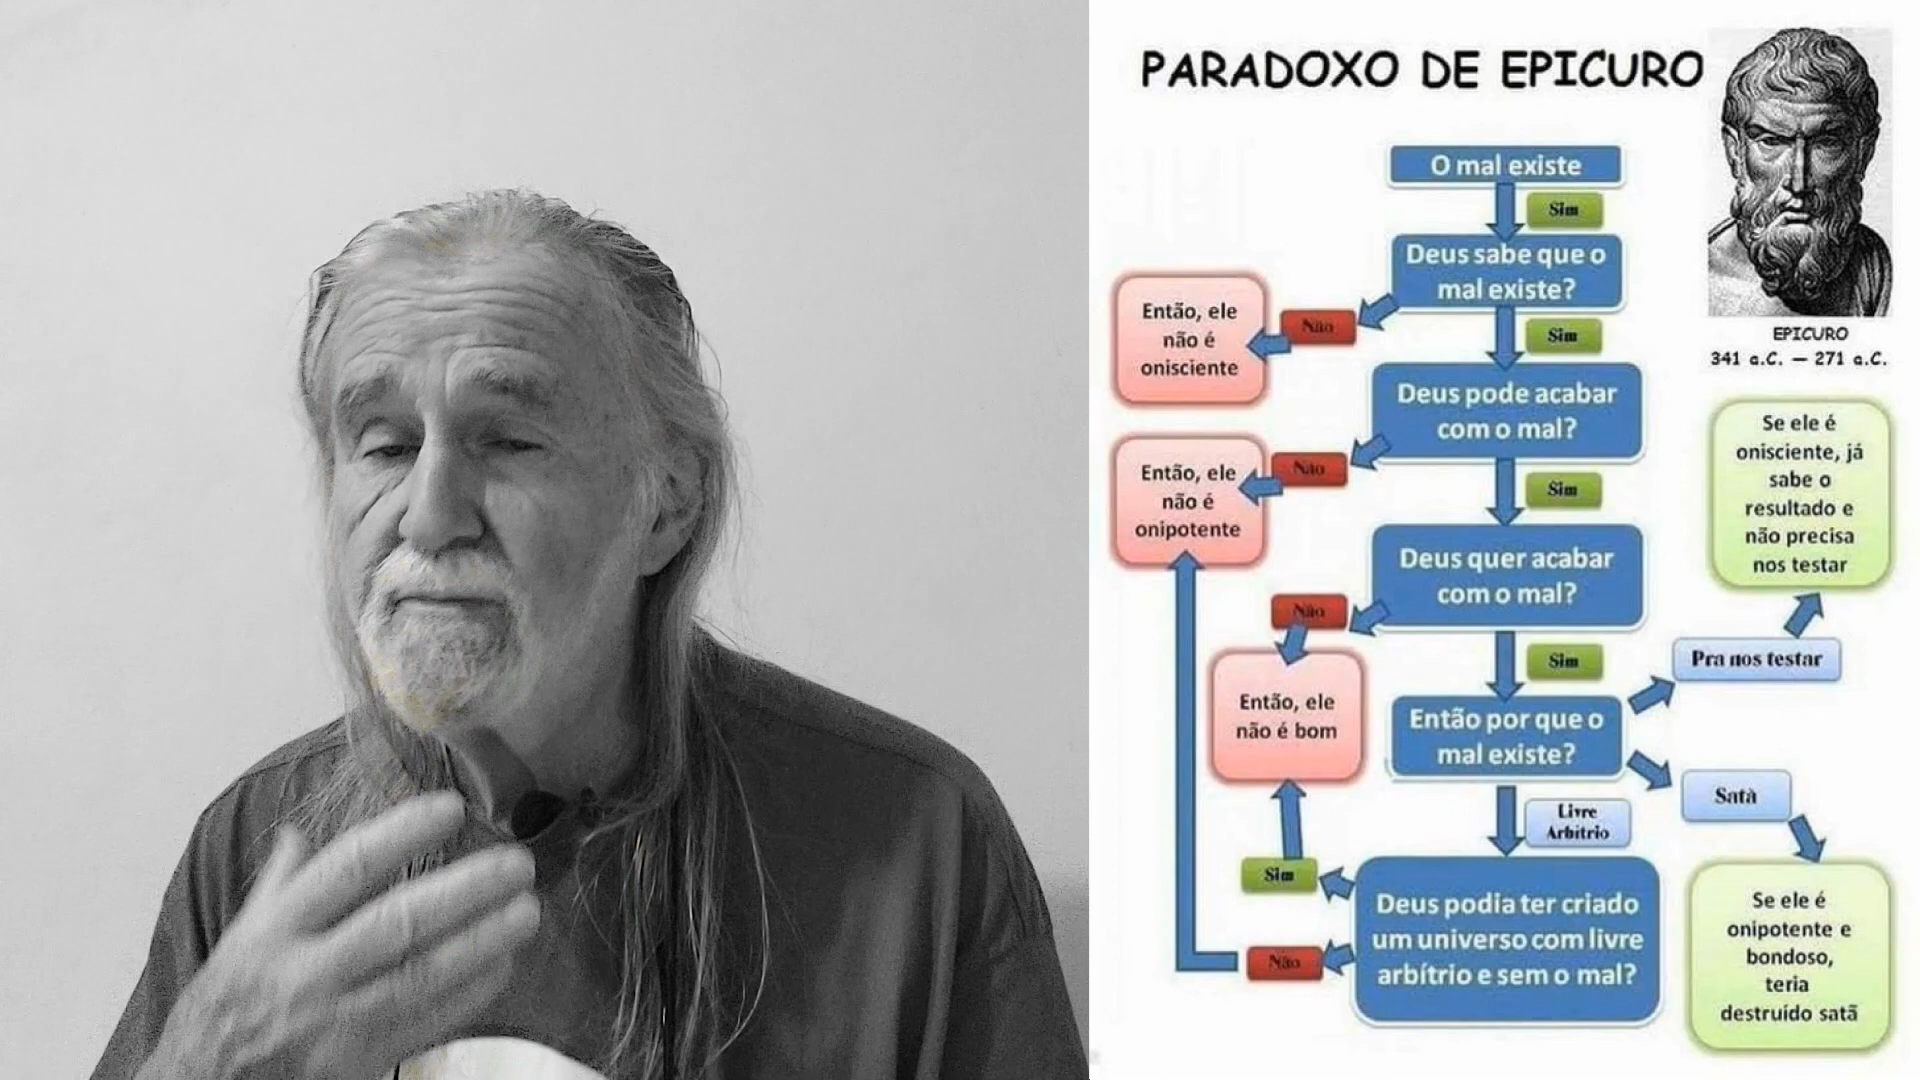 PARADOXO DE EPICURO
EPICURO
341 a.C. — 271 a.C.
O mal existe
Sim
Deus sabe que o
mal existe?
Não
Então, ele
não é
onisciente
Sim
Deus pode acabar
com o mal?
Não
Então, ele
não é
onipotente
Sim
Deus quer acabar
com o mal?
Não
Então, ele
não é bom
Sim
Então por que o
mal existe?
Pra nos testar
Se ele é
onisciente, já
sabe o
resultado e
não precisa
nos testar
Satã
Se ele é
onipotente e
bondoso,
teria
destruído satã
Livre
Arbítrio
Deus podia ter criado
um universo com livre
arbítrio e sem o mal?
Sim
Não